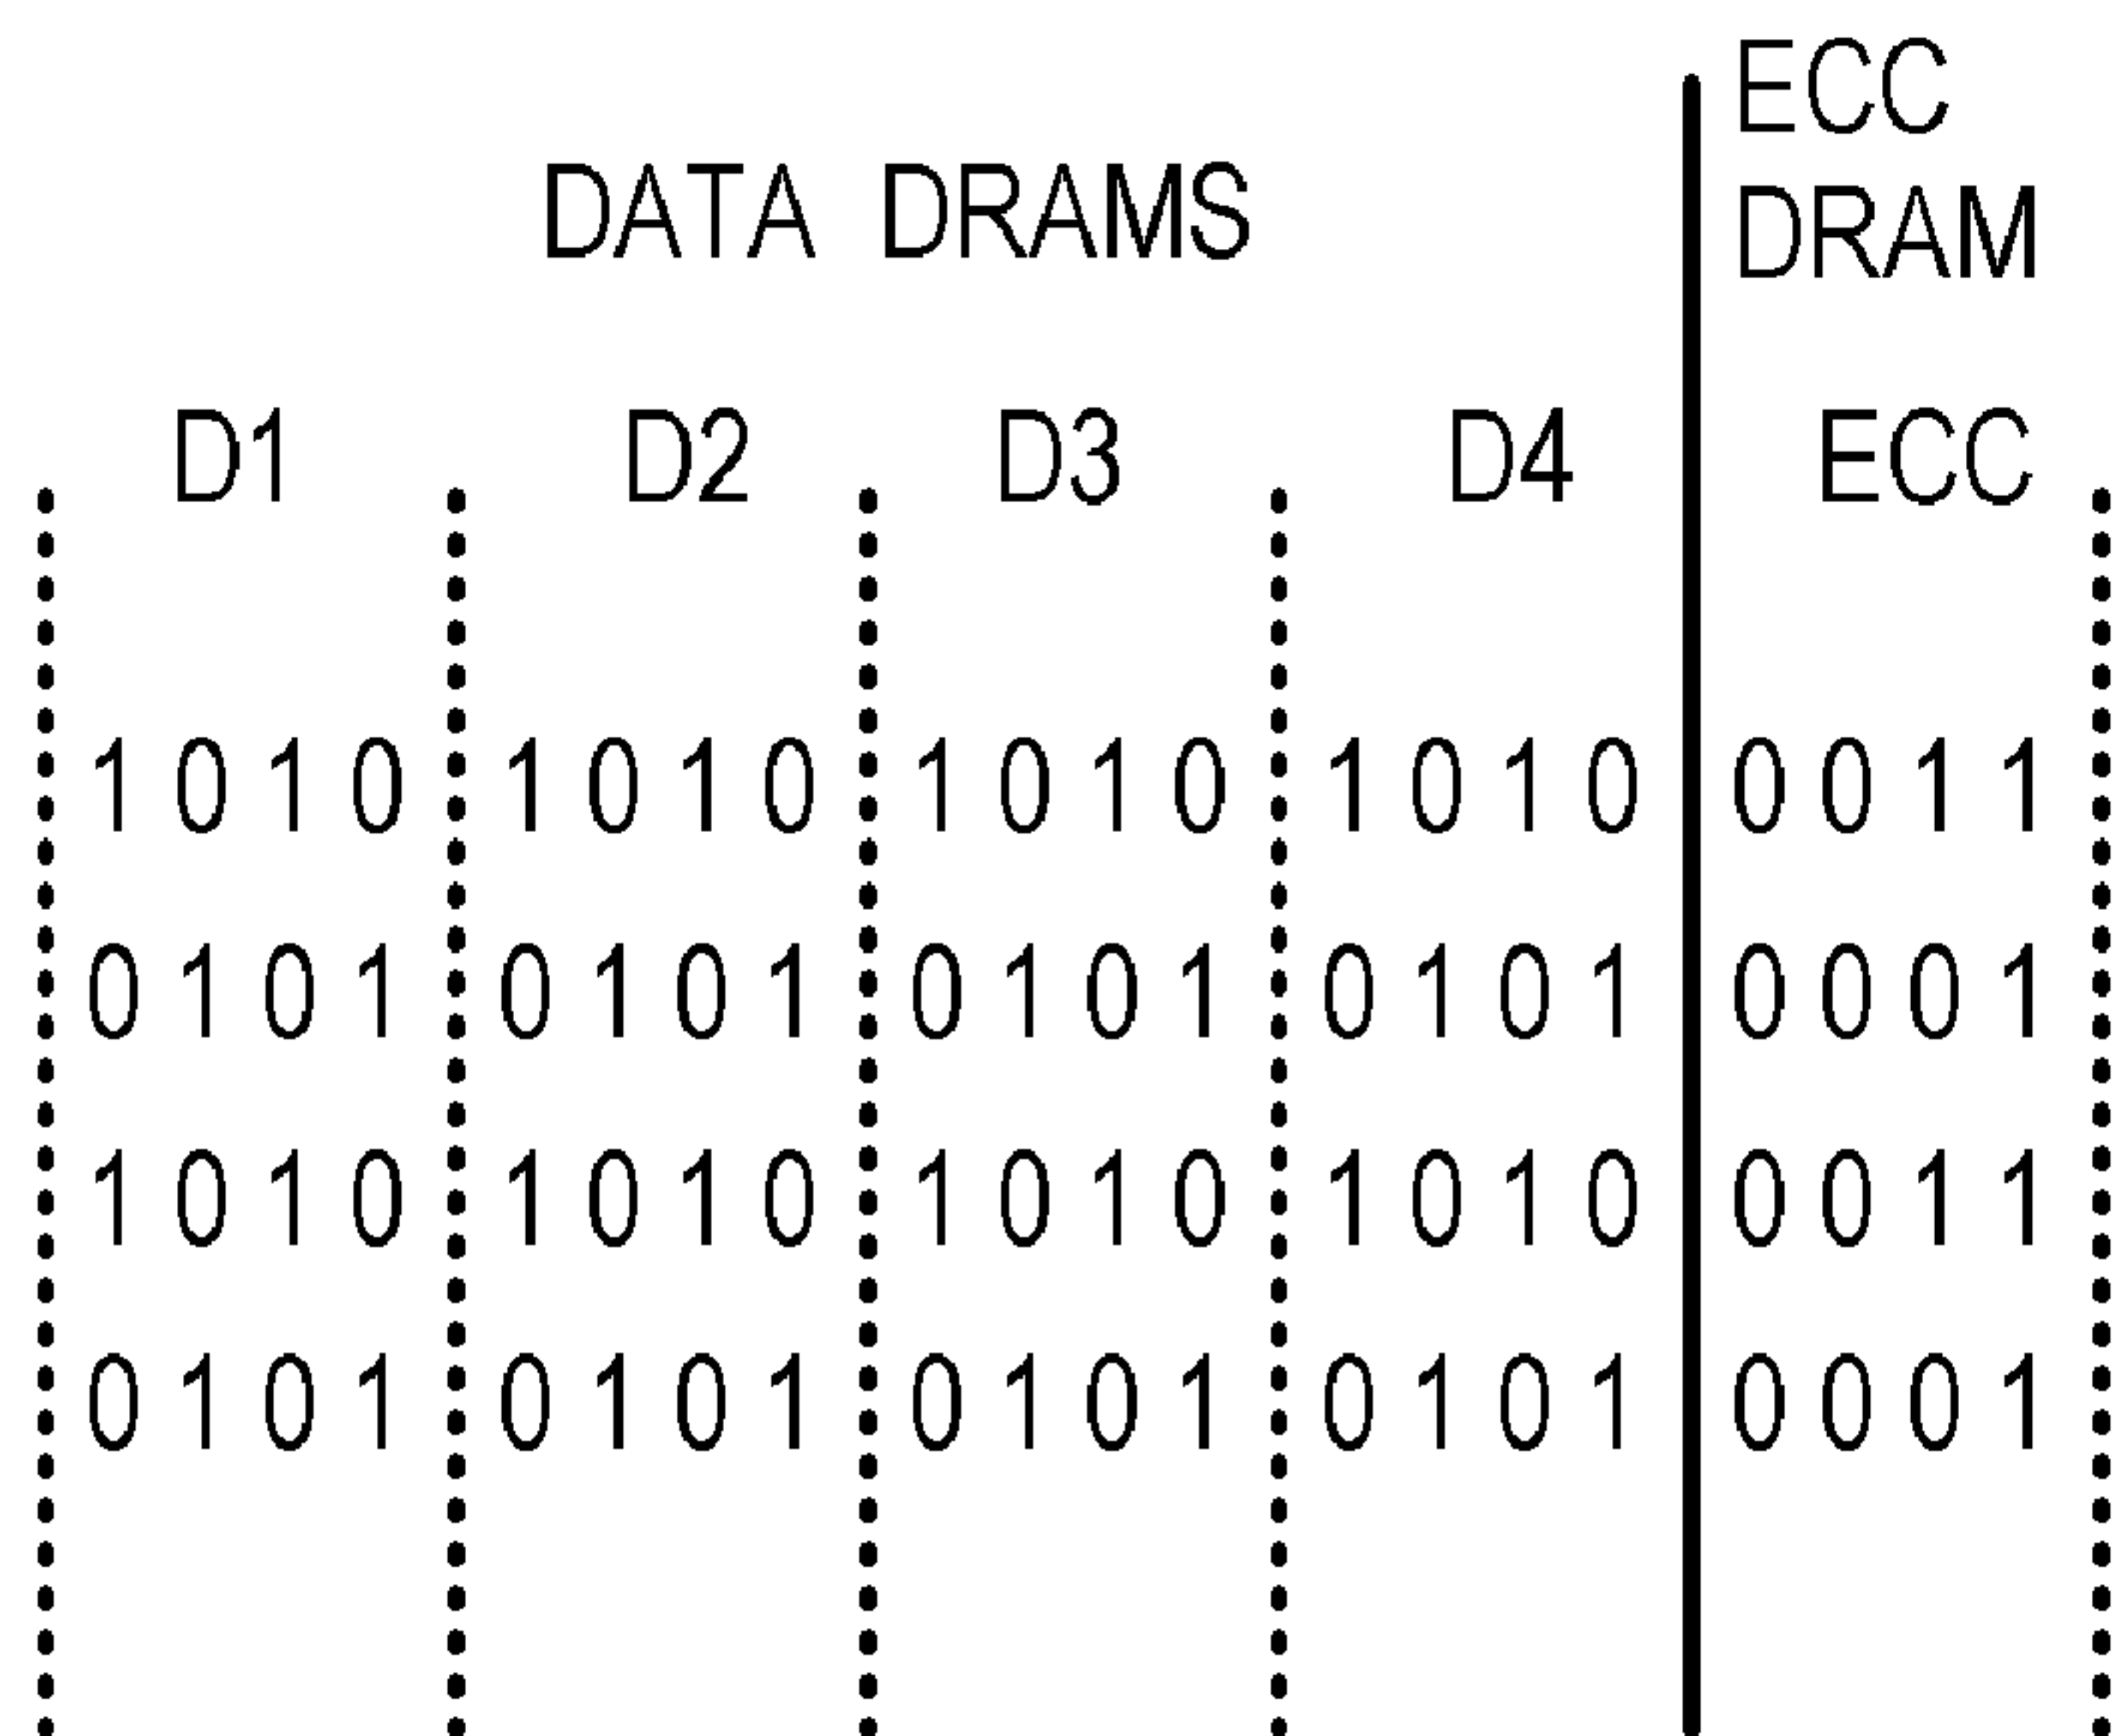 ECC
DATA DRAMS DRAM
D1 D2 D3 D4 ECC
1 0 1 0 1 0 1 0 1 0 1 0 1 0 1 0 0 0 1 1
0 1 0 1 0 1 0 1 0 1 0 1 0 1 0 1 0 0 0 1
1 0 1 0 1 0 1 0 1 0 1 0 1 0 1 0 0 0 1 1
0 1 0 1 0 1 0 1 0 1 0 1 0 1 0 1 0 0 0 1